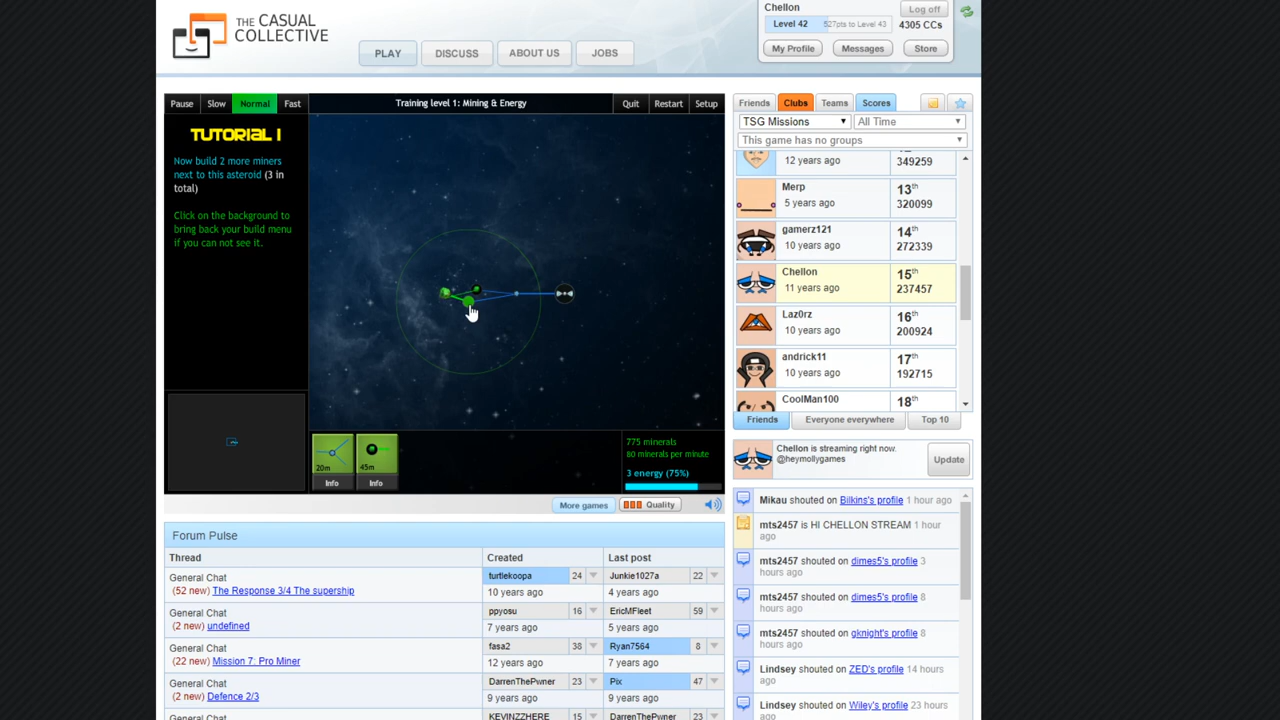 THE CASUAL
COLLECTIVE
PLAY
DISCUSS
ABOUT US
JOBS
Chellon
Log off
Level 42
527pts to Level 43
4305 CCs
My Profile
Messages
Store
Pause
Slow
Normal
Fast
Training level 1: Mining & Energy
Quit
Restart
Setup
TUTORIAL 1
Now build 2 more miners
next to this asteroid (3 in
total)
Click on the background to
bring back your build menu
if you can not see it.
20m
45m
Info
Info
775 minerals
60 minerals per minute
3 energy (75%)
More games
Quality
Friends
Clubs
Teams
Scores
TSG Missions
All Time
This game has no groups
12 years ago
349259
Merp
13th
5 years ago
320099
gamerz121
14th
10 years ago
272339
Chellon
15th
11 years ago
237457
Laz0rz
16th
10 years ago
200924
andrick11
17th
10 years ago
192715
CoolMan100
18th
Friends
Everyone everywhere
Top 10
Chellon is streaming right now.
@heymollygames
Update
Mikau shouted on Bilkins's profile 1 hour ago
mts2457 is HI CHELLON STREAM 1 hour
ago
mts2457 shouted on dimes5's profile 3
hours ago
mts2457 shouted on dimes5's profile 8
hours ago
mts2457 shouted on gknight's profile 8
hours ago
Lindsey shouted on ZED's profile 14 hours
ago
Lindsey shouted on Wiley's profile 23 hours
ago
Forum Pulse
Thread
Created
Last post
General Chat
(52 new) The Response 3/4 The supership
turtlekoopa 24
10 years ago
Junkie1027a 22
4 years ago
General Chat
(2 new) undefined
ppyosu 16
7 years ago
EricMFleet 59
5 years ago
General Chat
(22 new) Mission 7: Pro Miner
fasa2 38
12 years ago
Ryan7564 8
7 years ago
General Chat
(2 new) Defence 2/3
DarrenThePwner 23
9 years ago
Pix 47
9 years ago
General Chat
KEVINZZHERE 15
DarrenThePwner 23